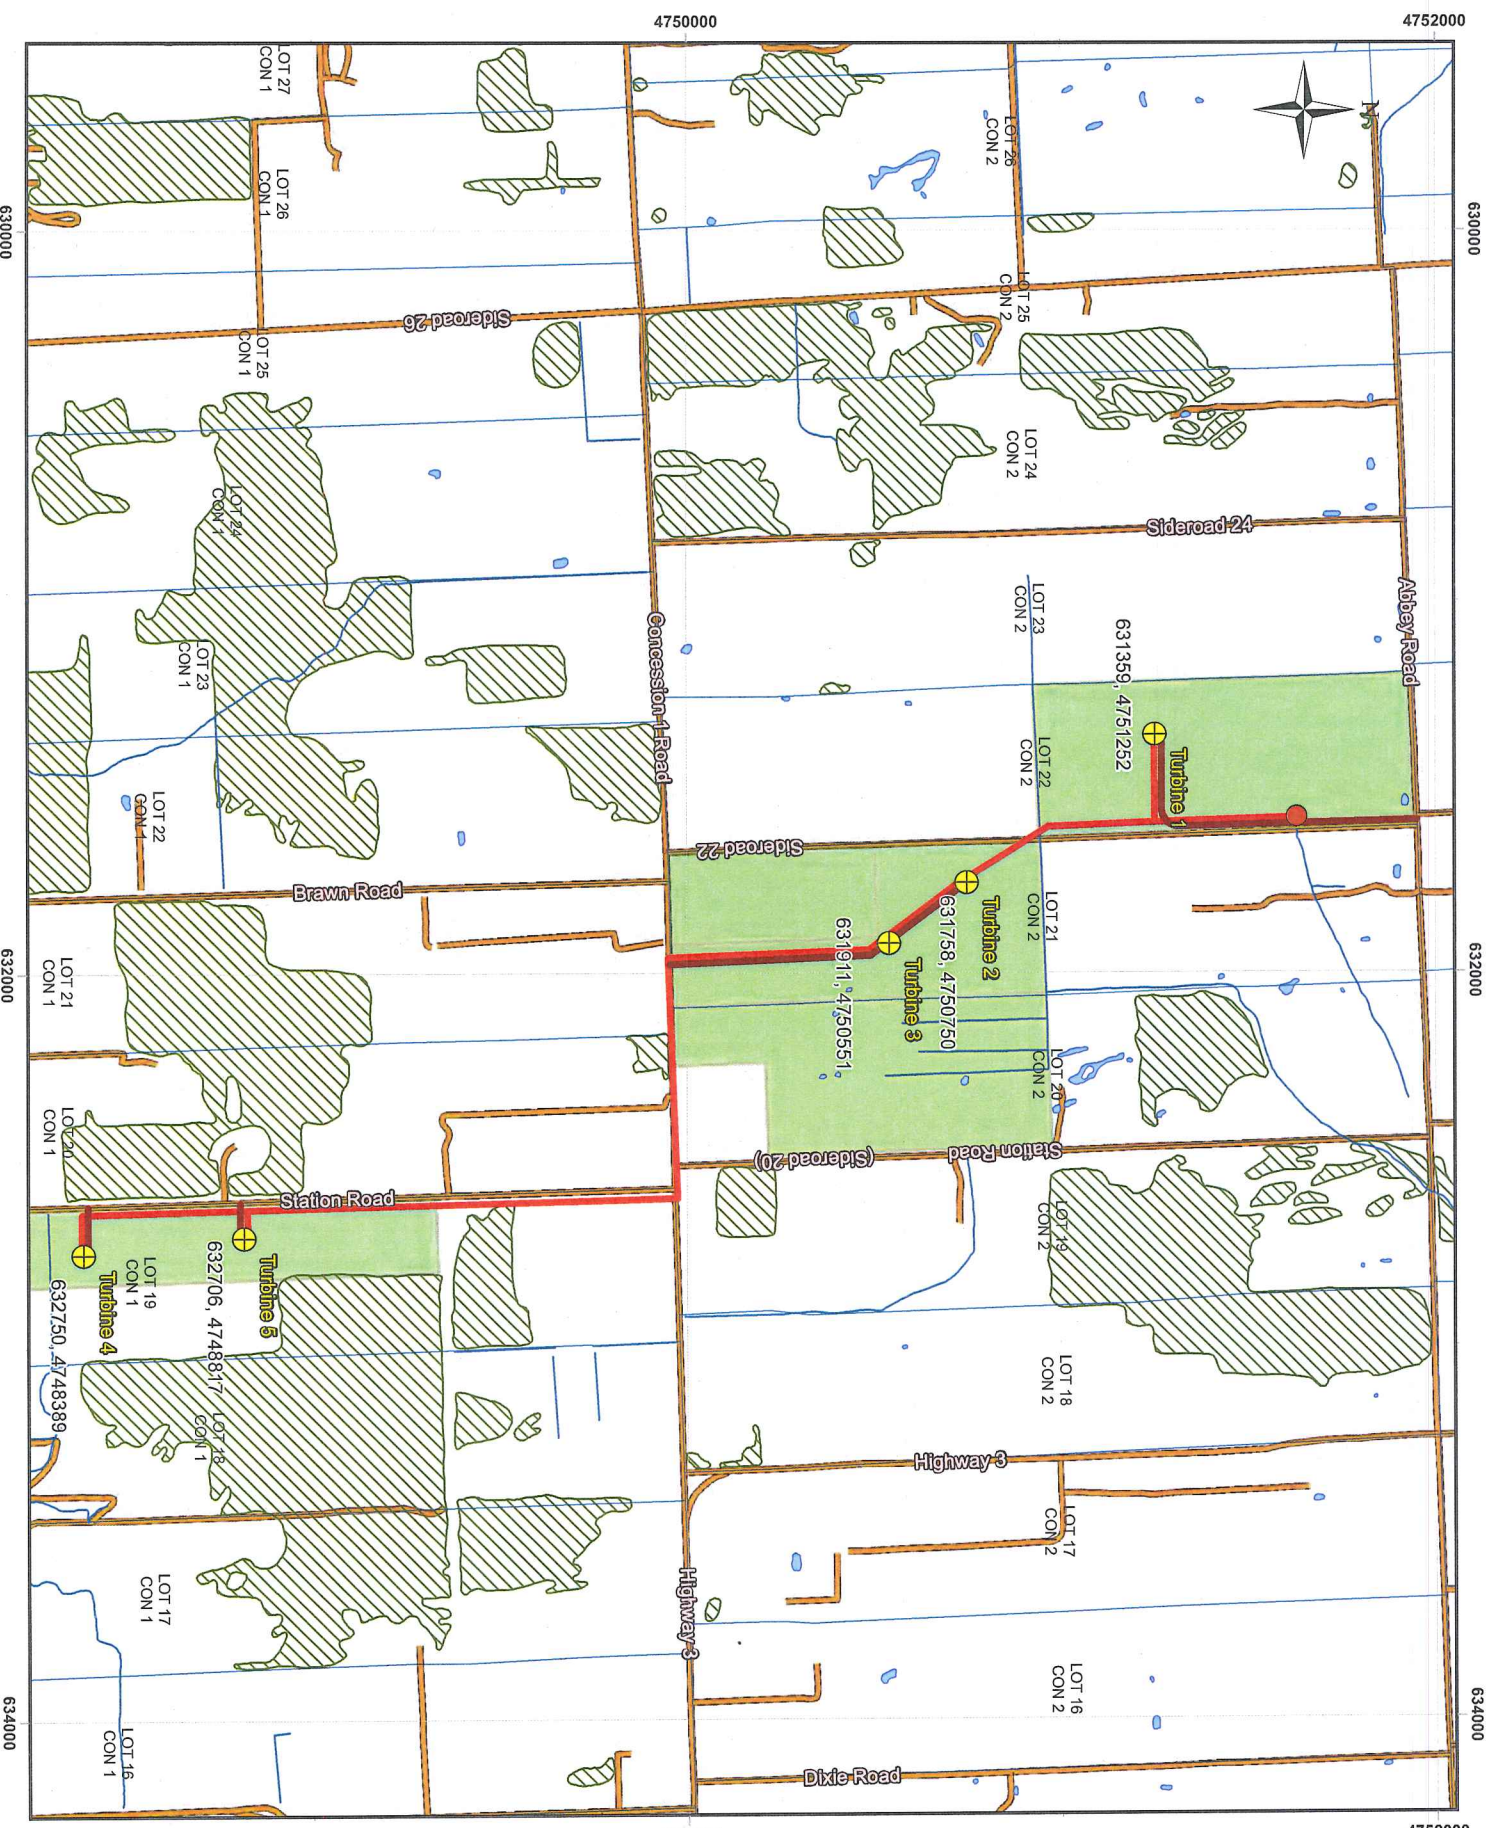 4750000
4752000
630000
630000
632000
632000
634000
634000
N
LOT 27
CON 1
LOT 26
CON 1
LOT 26
CON 2
LOT 25
CON 2
LOT 25
CON 1
Sideroad 26
LOT 24
CON 2
LOT 24
CON 1
Sideroad 24
Abbey Road
LOT 23
CON 2
LOT 23
CON 1
Concession 1 Road
631359, 4751252
Turbine 1
LOT 22
CON 2
LOT 22
CON 1
Sideroad 22
Brawn Road
LOT 21
CON 2
Turbine 2
631758, 4750750
Turbine 3
631911, 4750551
LOT 21
CON 1
LOT 20
CON 2
LOT 20
CON 1
Station Road
(Sideroad 20)
Station Road
LOT 19
CON 2
LOT 19
CON 1
Turbine 5
632706, 4748817
Turbine 4
632750, 4748389
LOT 18
CON 2
LOT 18
CON 1
Highway 3
LOT 17
CON 2
LOT 17
CON 1
Highway 3
LOT 16
CON 2
LOT 16
CON 1
Dixie Road